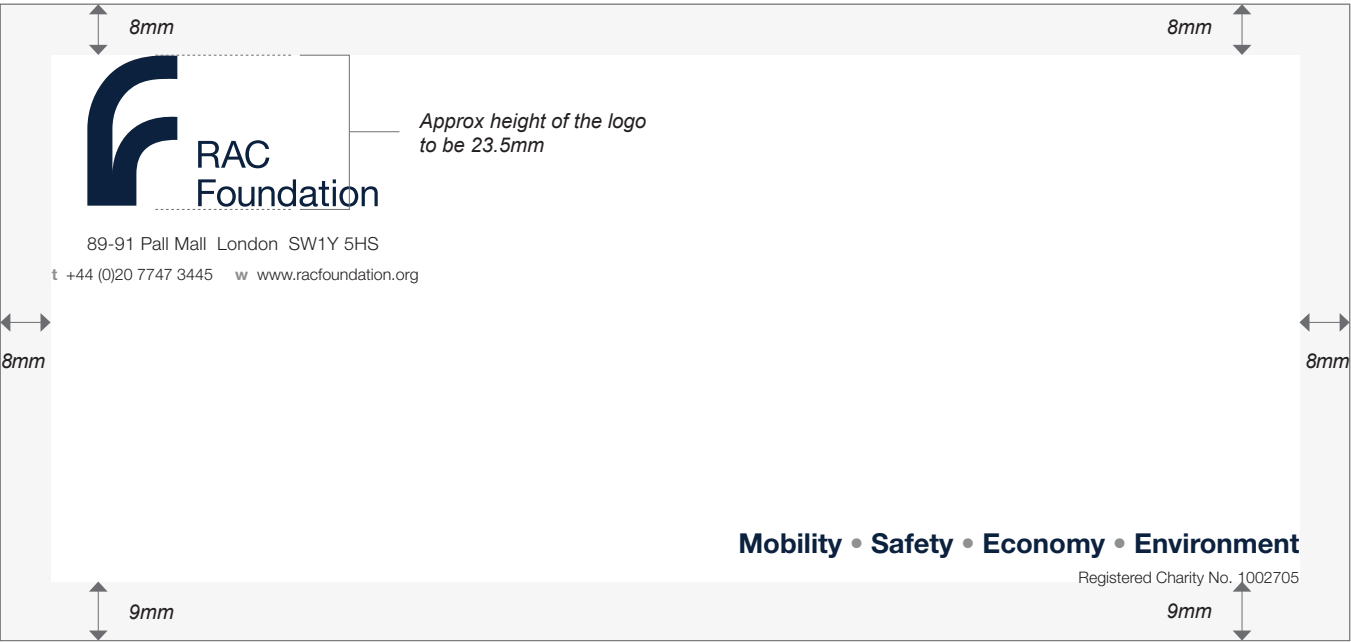 8mm
8mm
Approx height of the logo
to be 23.5mm
RAC
Foundation
89-91 Pall Mall London SW1Y 5HS
t +44 (0)20 7747 3445 w www.racfoundation.org
8mm
8mm
Mobility • Safety • Economy • Environment
Registered Charity No. 1002705
9mm
9mm